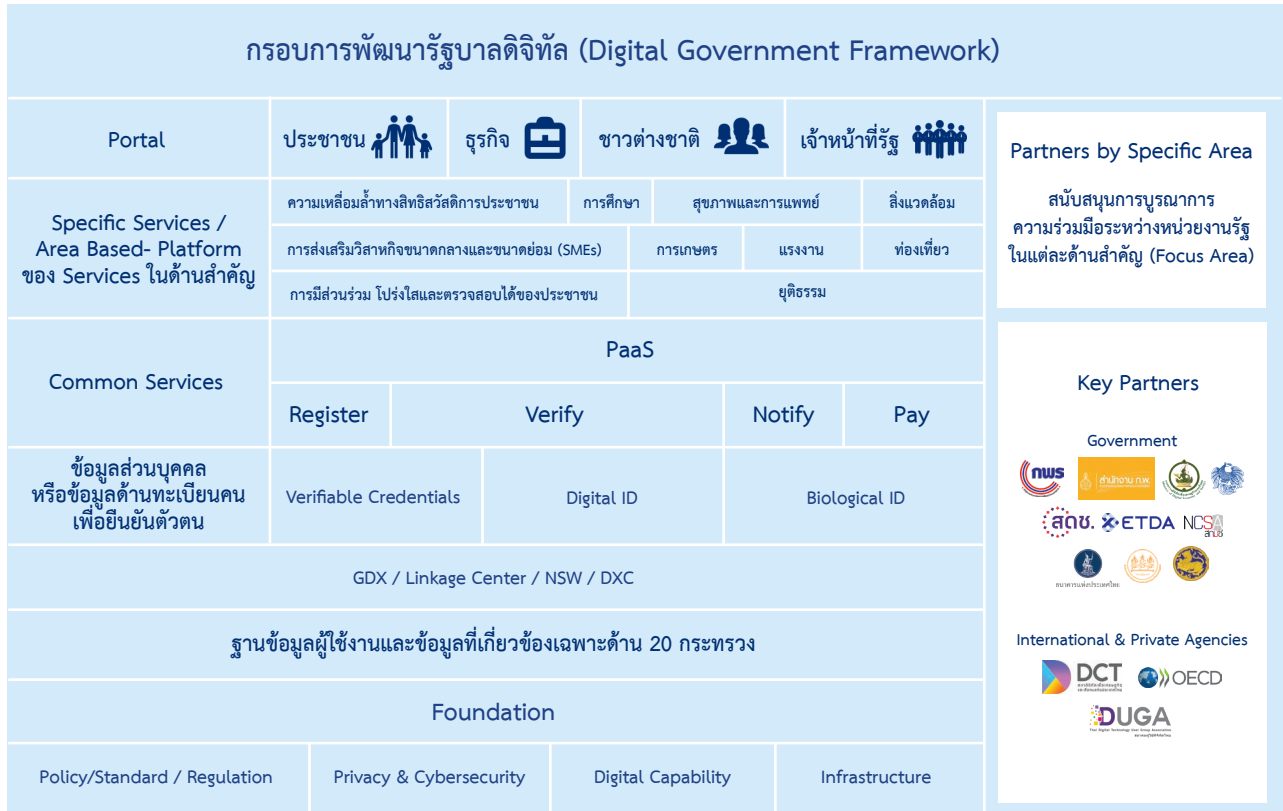 กรอบการพัฒนารัฐบาลดิจิทัล (Digital Government Framework)
Portal
ประชาชน
ธุรกิจ
ชาวต่างชาติ
เจ้าหน้าที่รัฐ
Specific Services /
Area Based- Platform
ของ Services ในด้านสำคัญ
ความเหลื่อมล้ำทางสิทธิสวัสดิการประชาชน
การศึกษา
สุขภาพและการแพทย์
สิ่งแวดล้อม
การส่งเสริมวิสาหกิจขนาดกลางและขนาดย่อม (SMEs)
การเกษตร
แรงงาน
ท่องเที่ยว
การมีส่วนร่วม โปร่งใสและตรวจสอบได้ของประชาชน
ยุติธรรม
Common Services
PaaS
Register
Verify
Notify
Pay
ข้อมูลส่วนบุคคล
หรือข้อมูลด้านทะเบียนคน
เพื่อยืนยันตัวตน
Verifiable Credentials
Digital ID
Biological ID
GDX / Linkage Center / NSW / DXC
ฐานข้อมูลผู้ใช้งานและข้อมูลที่เกี่ยวข้องเฉพาะด้าน 20 กระทรวง
Foundation
Policy/Standard / Regulation
Privacy & Cybersecurity
Digital Capability
Infrastructure
Partners by Specific Area
สนับสนุนการบูรณาการ
ความร่วมมือระหว่างหน่วยงานรัฐ
ในแต่ละด้านสำคัญ (Focus Area)
Key Partners
Government
กพร
สำนักงาน ก.พ.
สดช.
ETDA
NCSA
สกมช
ธนาคารแห่งประเทศไทย
International & Private Agencies
DCT
OECD
DUGA
Thai Digital Technology User Group Association